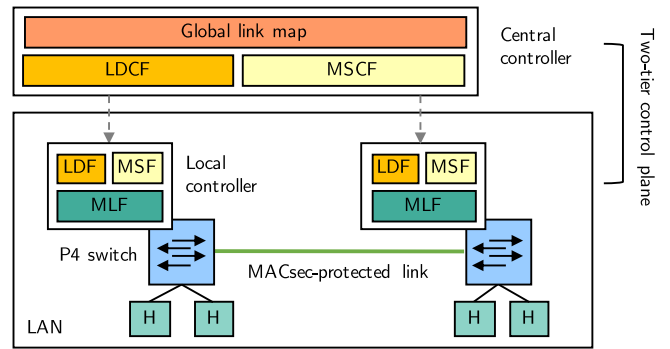 Global link map
LDCF
MSCF
Central
controller
Two-tier control plane
LDF
MSF
MLF
Local
controller
LDF
MSF
MLF
P4 switch
MACsec-protected link
H
H
H
H
LAN